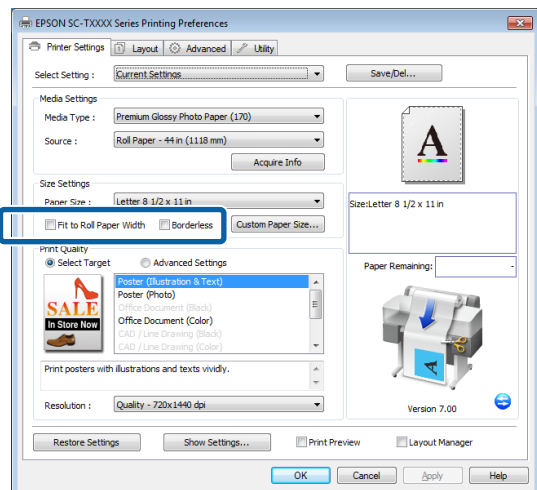 EPSON SC-TXXXX Series Printing Preferences
Printer Settings Layout Advanced Utility
Select Setting : Current Settings Save/Del...
Media Settings
Media Type : Premium Glossy Photo Paper (170)
Source : Roll Paper - 44 in (1118 mm)
Acquire Info
A
Size Settings
Paper Size : Letter 8 1/2 x 11 in
Size:Letter 8 1/2 x 11 in
Fit to Roll Paper Width Borderless Custom Paper Size...
Print Quality
Select Target Advanced Settings
Paper Remaining: -
SALE
In Store Now
Poster (Illustration & Text)
Poster (Photo)
Office Document (Black)
Office Document (Color)
CAD / Line Drawing (Black)
CAD / Line Drawing (Color)
A
Print posters with illustrations and texts vividly.
Resolution : Quality - 720x1440 dpi
Version 7.00
Restore Settings Show Settings... Print Preview Layout Manager
OK Cancel Apply Help